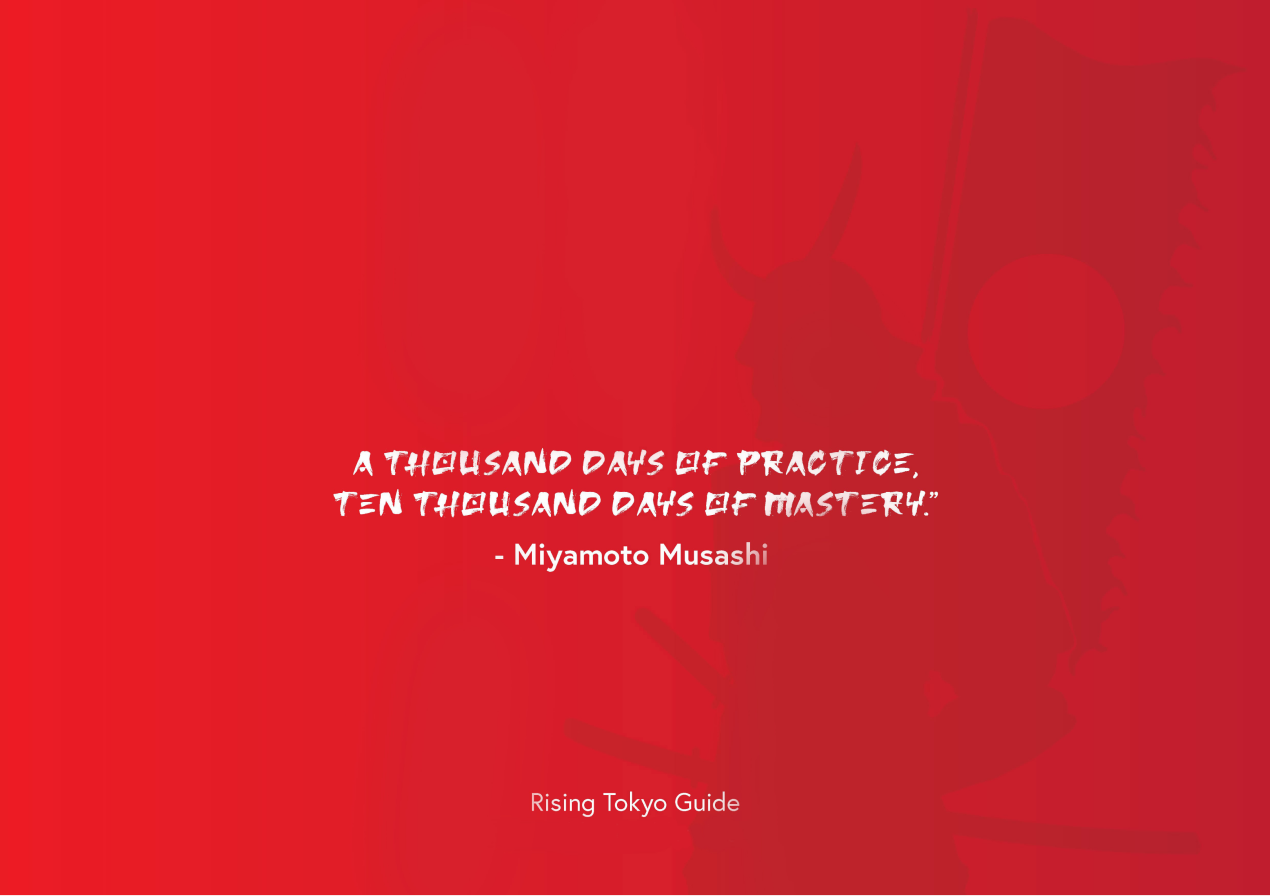 A THOUSAND DAYS OF PRACTICE,
TEN THOUSAND DAYS OF MASTERY.”
- Miyamoto Musashi
Rising Tokyo Guide